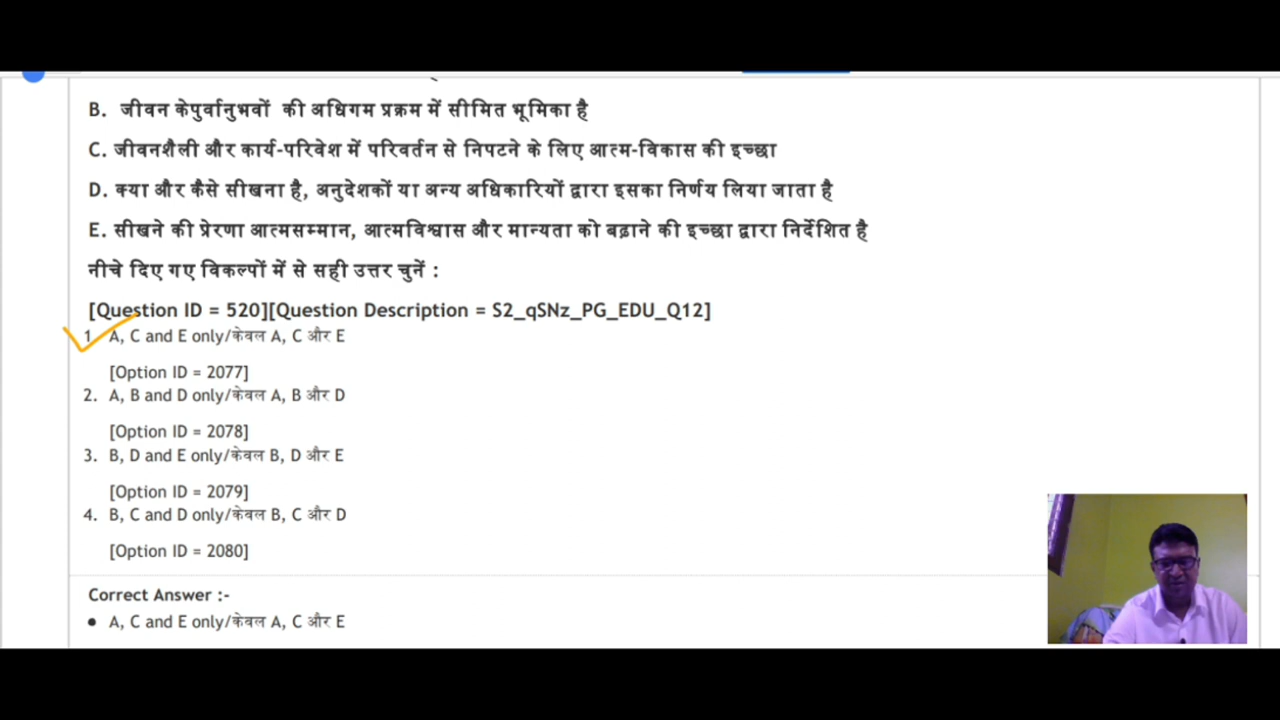 B. जीवन केपुर्वानुभवों की अधिगम प्रक्रम में सीमित भूमिका है
C. जीवनशैली और कार्य-परिवेश में परिवर्तन से निपटने के लिए आत्म-विकास की इच्छा
D. क्या और कैसे सीखना है, अनुदेशकों या अन्य अधिकारियों द्वारा इसका निर्णय लिया जाता है
E. सीखने की प्रेरणा आत्मसम्मान, आत्मविश्वास और मान्यता को बढ़ाने की इच्छा द्वारा निर्देशित है
नीचे दिए गए विकल्पों में से सही उत्तर चुनें :
[Question ID = 520][Question Description = S2_qSNz_PG_EDU_Q12]
1 A, C and E only/केवल A, C और E
[Option ID = 2077]
2. A, B and D only/केवल A, B और D
[Option ID = 2078]
3. B, D and E only/केवल B, D और E
[Option ID = 2079]
4. B, C and D only/केवल B, C और D
[Option ID = 2080]
Correct Answer :-
• A, C and E only/केवल A, C और E